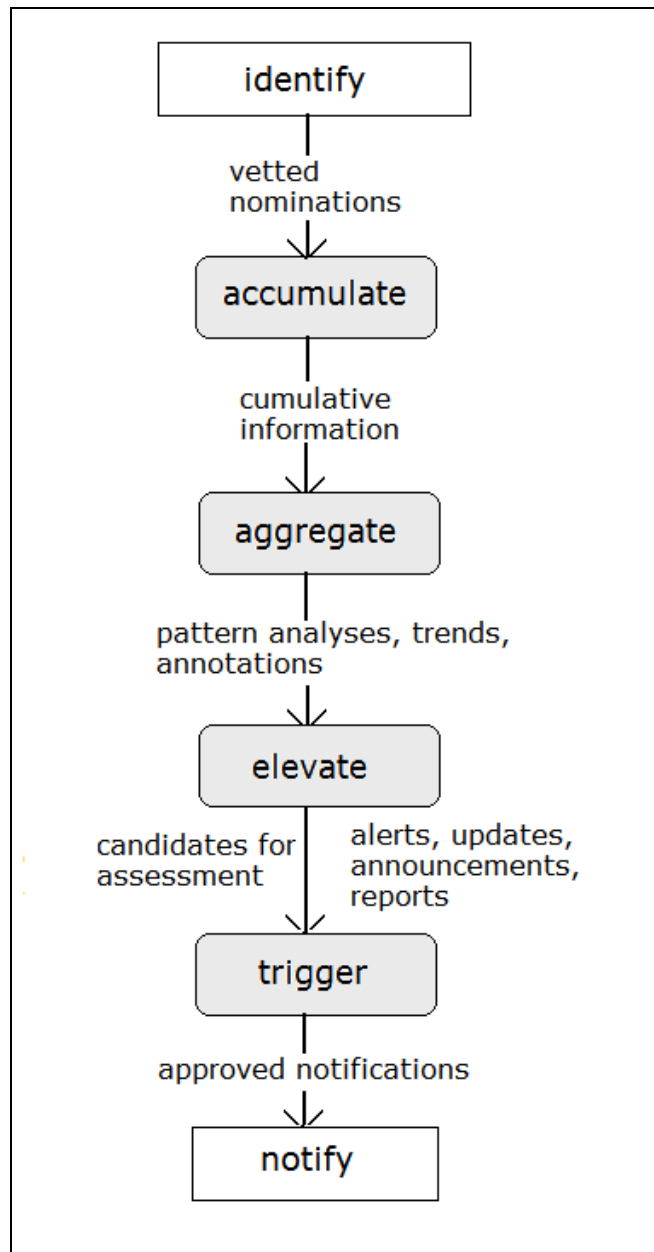 identify
vetted
nominations
accumulate
cumulative
information
aggregate
pattern analyses, trends,
annotations
elevate
candidates for
assessment
alerts, updates,
announcements,
reports
trigger
approved notifications
notify